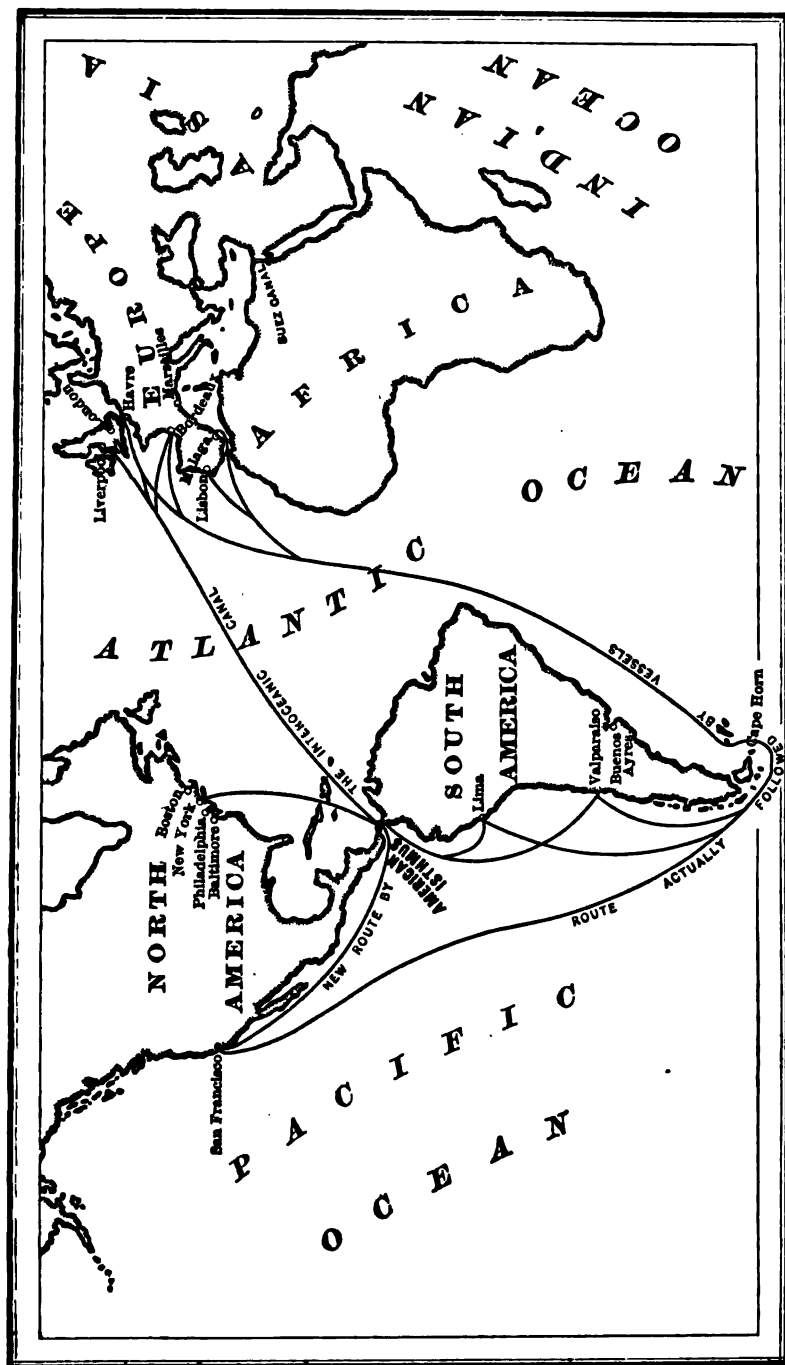 NORTH
AMERICA
Boston
New York
Philadelphia
Baltimore
San Francisco
SOUTH
AMERICA
Lima
Valparaiso
Buenos
Ayres
Cape Horn
AMERICAN
ISTHMUS
EUROPE
Liverpool
London
Havre
Bordeaux
Marseilles
Lisbon
Malaga
ASIA
AFRICA
SUEZ CANAL
ATLANTIC
OCEAN
PACIFIC
OCEAN
INDIAN
OCEAN
NEW ROUTE BY THE INTEROCEANIC CANAL
ROUTE ACTUALLY FOLLOWED BY VESSELS